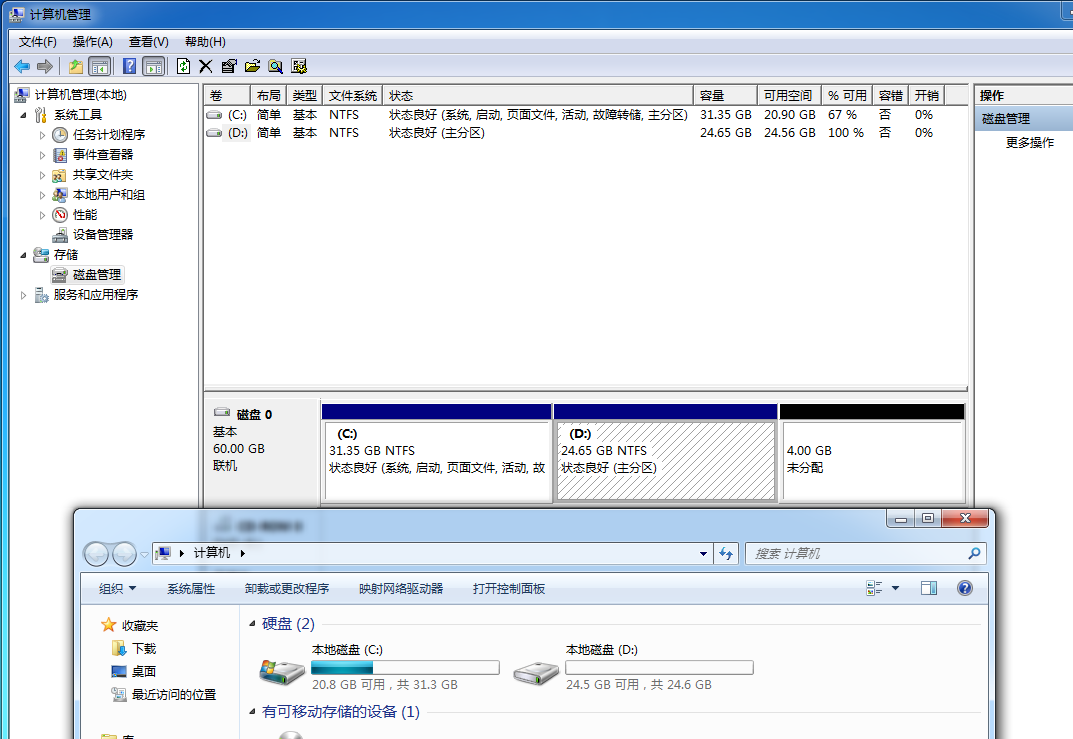 计算机管理
文件(F) 操作(A) 查看(V) 帮助(H)
计算机管理(本地)
系统工具
任务计划程序
事件查看器
共享文件夹
本地用户和组
性能
设备管理器
存储
磁盘管理
服务和应用程序
卷 布局 类型 文件系统 状态 容量 可用空间 % 可用 容错 开销
(C:) 简单 基本 NTFS 状态良好 (系统, 启动, 页面文件, 活动, 故障转储, 主分区) 31.35 GB 20.90 GB 67 % 否 0%
(D:) 简单 基本 NTFS 状态良好 (主分区) 24.65 GB 24.56 GB 100 % 否 0%
操作
磁盘管理
更多操作
磁盘 0
基本
60.00 GB
联机
(C:)
31.35 GB NTFS
状态良好 (系统, 启动, 页面文件, 活动, 故
(D:)
24.65 GB NTFS
状态良好 (主分区)
4.00 GB
未分配
计算机
搜索 计算机
组织 系统属性 卸载或更改程序 映射网络驱动器 打开控制面板
收藏夹
下载
桌面
最近访问的位置
硬盘 (2)
本地磁盘 (C:)
20.8 GB 可用，共 31.3 GB
本地磁盘 (D:)
24.5 GB 可用，共 24.6 GB
有可移动存储的设备 (1)